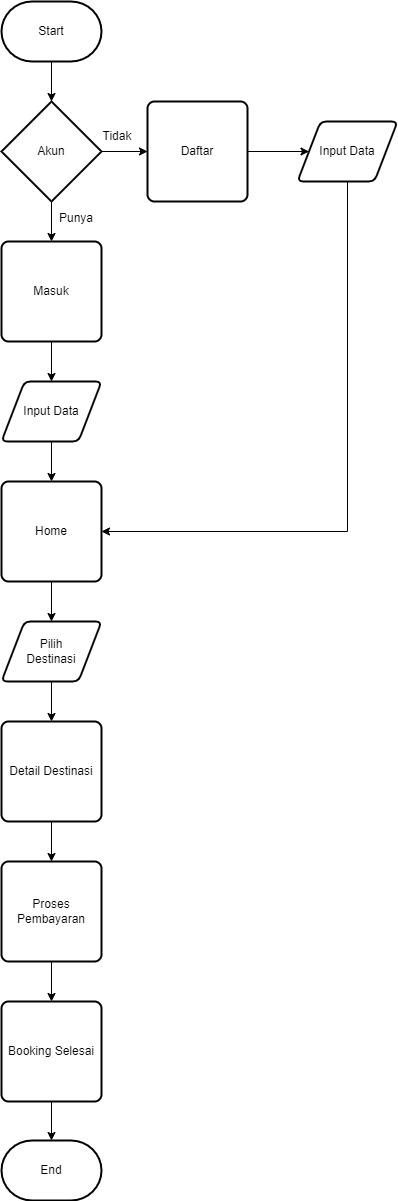 Start
Akun
Tidak
Daftar
Input Data
Punya
Masuk
Input Data
Home
Pilih
Destinasi
Detail Destinasi
Proses
Pembayaran
Booking Selesai
End